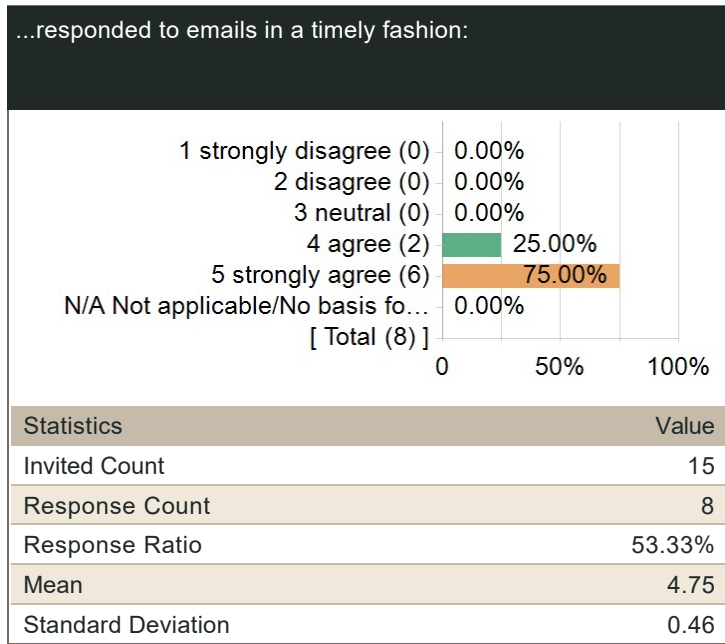 ...responded to emails in a timely fashion:
1 strongly disagree (0) 0.00%
2 disagree (0) 0.00%
3 neutral (0) 0.00%
4 agree (2) 25.00%
5 strongly agree (6) 75.00%
N/A Not applicable/No basis fo... 0.00%
[ Total (8) ]
0 50% 100%
Statistics Value
Invited Count 15
Response Count 8
Response Ratio 53.33%
Mean 4.75
Standard Deviation 0.46